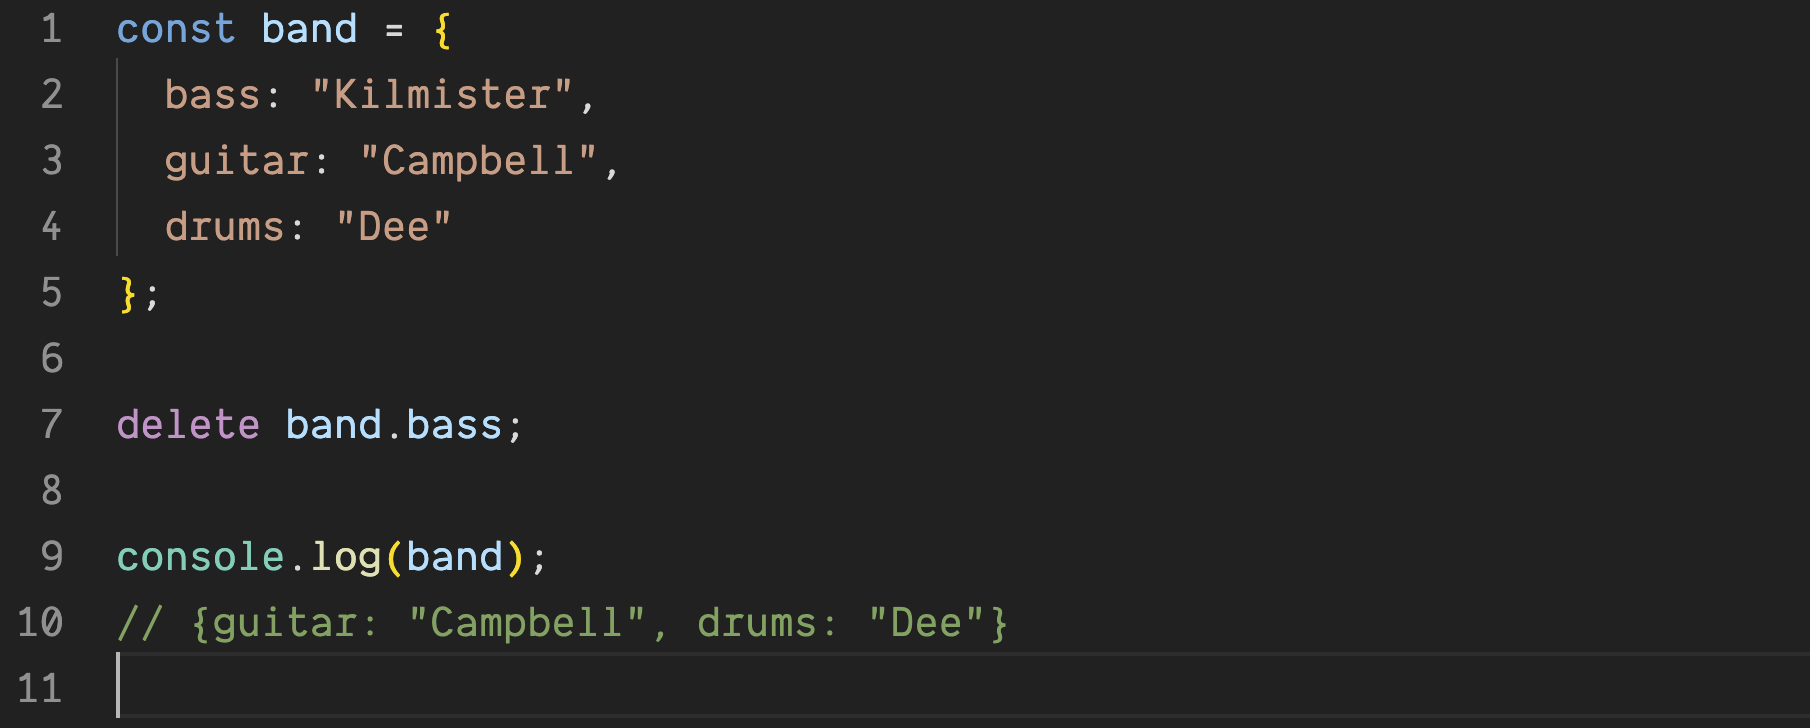 1 const band = {
2 bass: "Kilmister",
3 guitar: "Campbell",
4 drums: "Dee"
5 };
6
7 delete band.bass;
8
9 console.log(band);
10 // {guitar: "Campbell", drums: "Dee"}
11